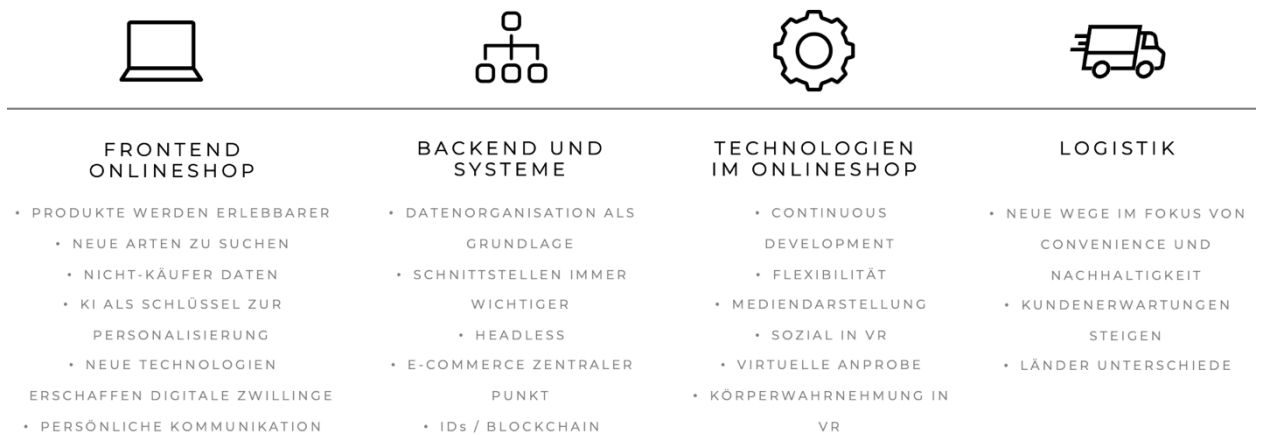 FRONTEND
ONLINESHOP
• PRODUKTE WERDEN ERLEBBARER
• NEUE ARTEN ZU SUCHEN
• NICHT-KÄUFER DATEN
• KI ALS SCHLÜSSEL ZUR
PERSONALISIERUNG
• NEUE TECHNOLOGIEN
ERSCHAFFEN DIGITALE ZWILLINGE
• PERSÖNLICHE KOMMUNIKATION
BACKEND UND
SYSTEME
• DATENORGANISATION ALS
GRUNDLAGE
• SCHNITTSTELLEN IMMER
WICHTIGER
• HEADLESS
• E-COMMERCE ZENTRALER
PUNKT
• IDs / BLOCKCHAIN
TECHNOLOGIEN
IM ONLINESHOP
• CONTINUOUS
DEVELOPMENT
• FLEXIBILITÄT
• MEDIENDARSTELLUNG
• SOZIAL IN VR
• VIRTUELLE ANPROBE
• KÖRPERWAHRNEHMUNG IN
VR
LOGISTIK
• NEUE WEGE IM FOKUS VON
CONVENIENCE UND
NACHHALTIGKEIT
• KUNDENERWARTUNGEN
STEIGEN
• LÄNDER UNTERSCHIEDE